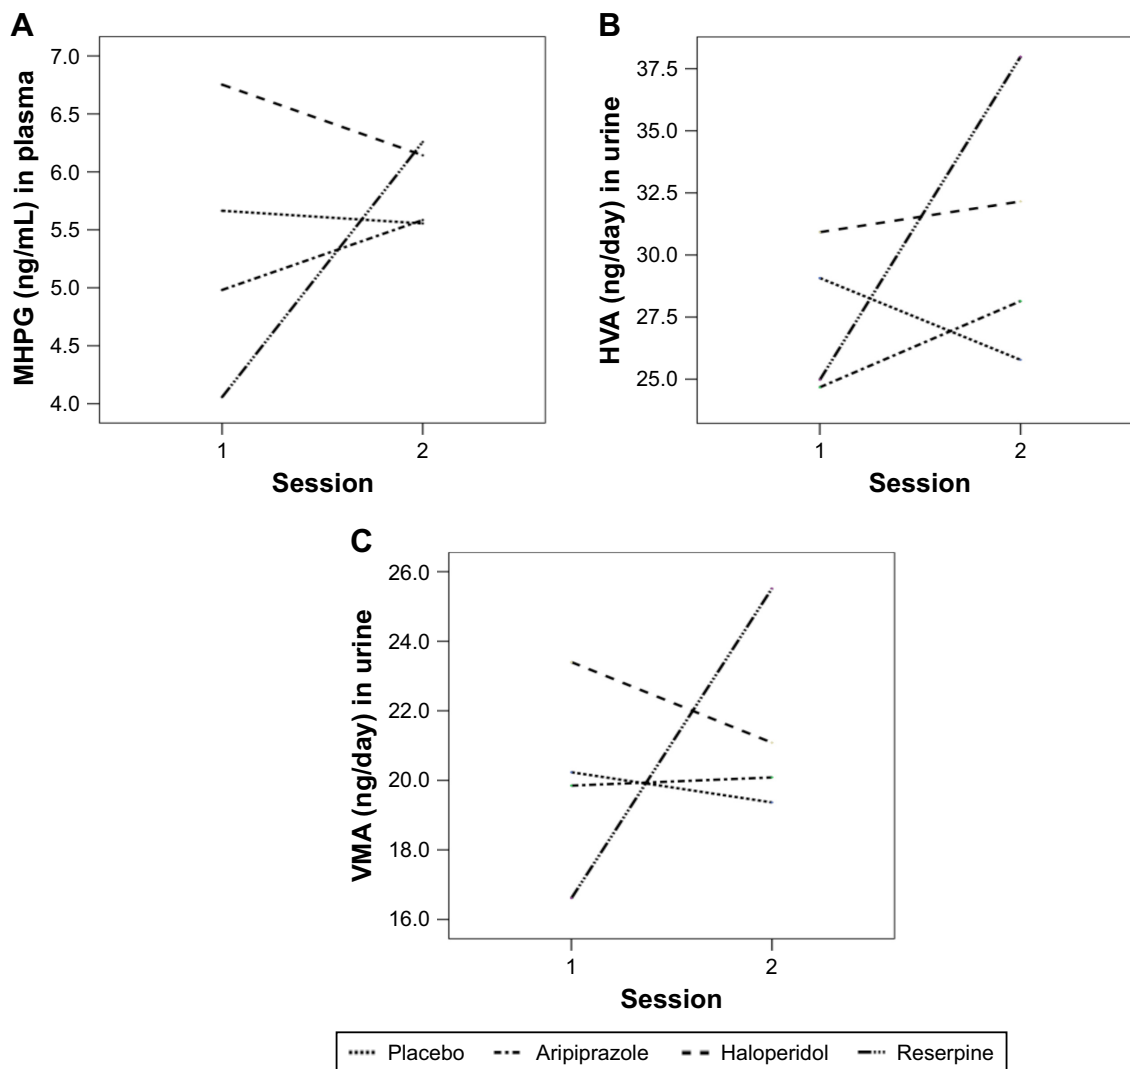 A
MHPG (ng/mL) in plasma
7.0
6.5
6.0
5.5
5.0
4.5
4.0
1 2
Session
B
HVA (ng/day) in urine
37.5
35.0
32.5
30.0
27.5
25.0
1 2
Session
C
VMA (ng/day) in urine
26.0
24.0
22.0
20.0
18.0
16.0
1 2
Session
Placebo Aripiprazole Haloperidol Reserpine